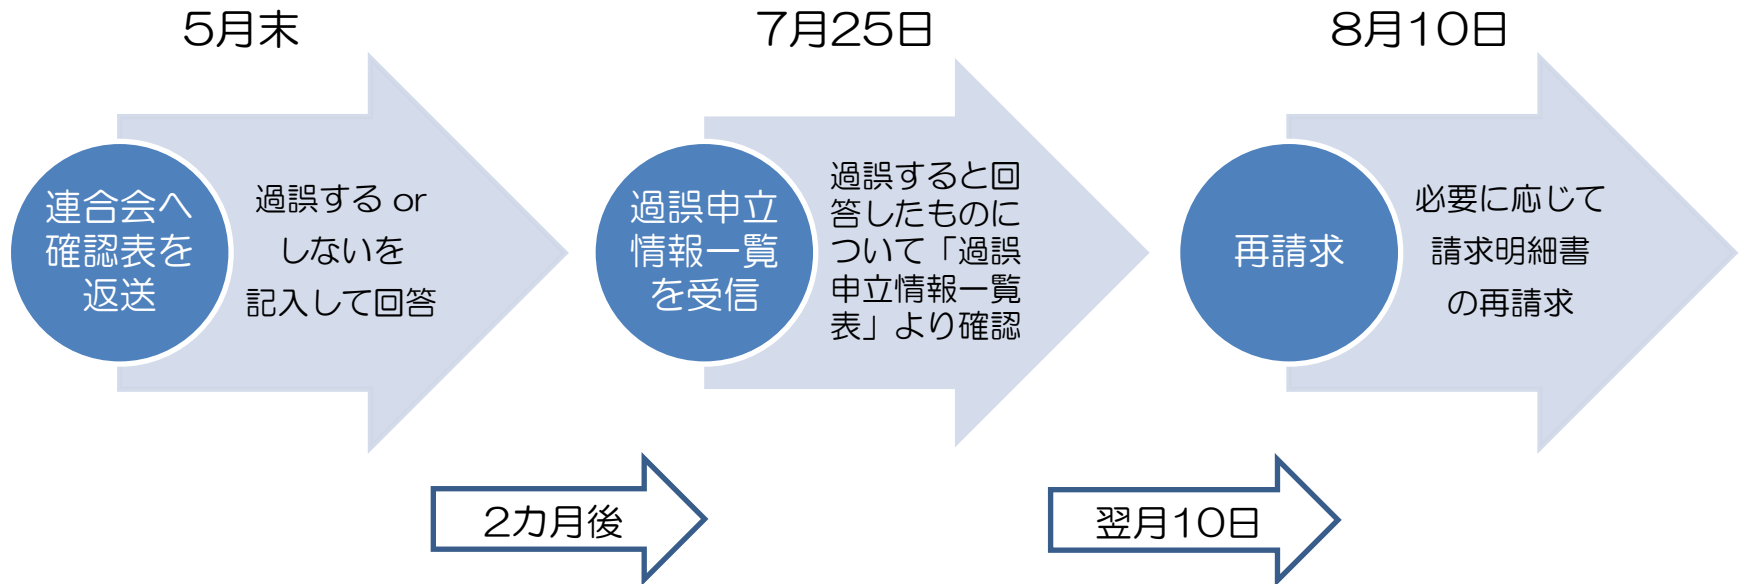 5月末
連合会へ
確認表を
返送
過誤する or
しないを
記入して回答
2カ月後
7月25日
過誤申立
情報一覧
を受信
過誤すると回
答したものに
ついて「過誤
申立情報一覧
表」より確認
翌月10日
8月10日
再請求
必要に応じて
請求明細書
の再請求